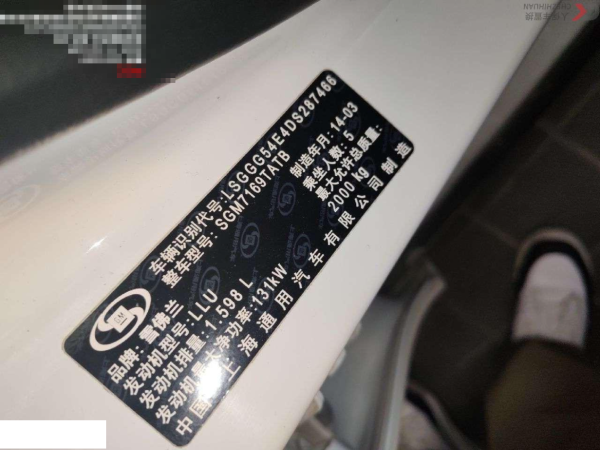 车辆识别代号:LSGGG54E4DS287466
整车型号:SGM7169TATB
品牌:雪佛兰
制造年月:14-03
发动机型号:LLU
乘坐人数:5
发动机排量:1.598 L
最大允许总质量:
发动机最大净功率:131kW
2000 kg
中国 上海通用汽车有限公司制造